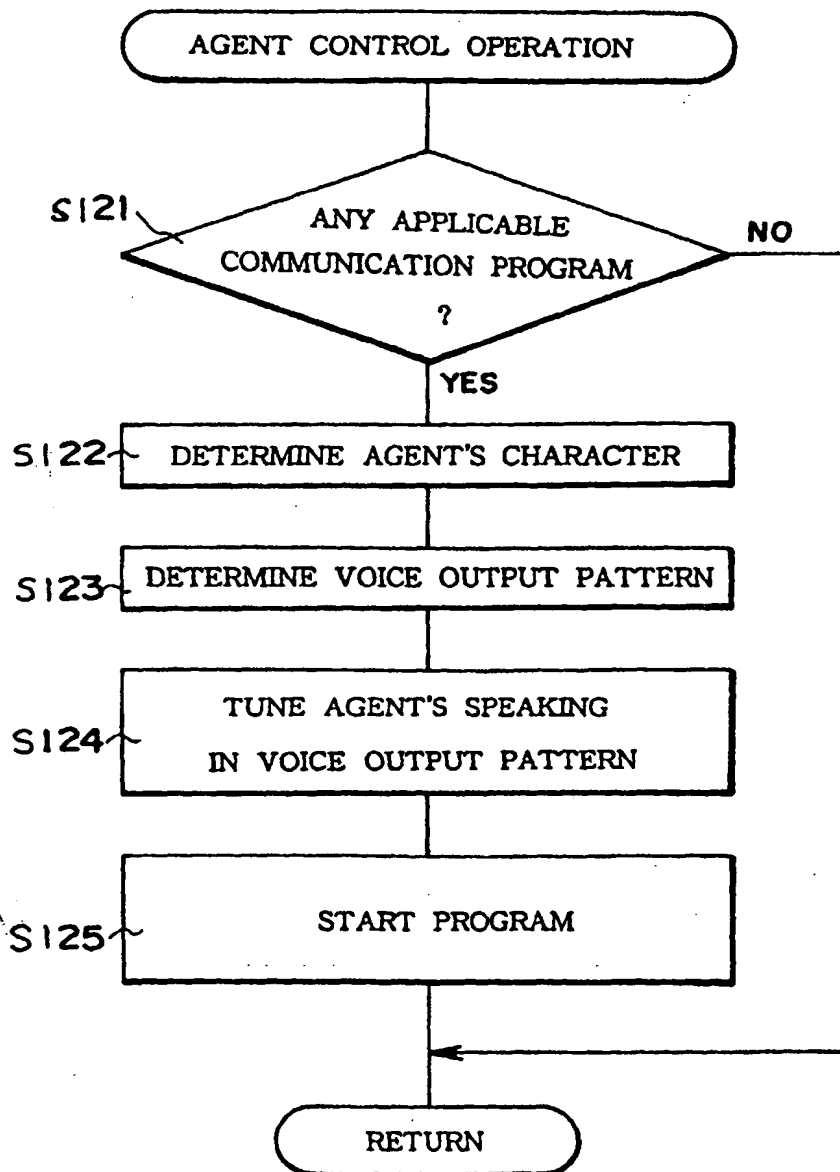 AGENT CONTROL OPERATION
S121
ANY APPLICABLE
COMMUNICATION PROGRAM
?
NO
YES
S122
DETERMINE AGENT'S CHARACTER
S123
DETERMINE VOICE OUTPUT PATTERN
S124
TUNE AGENT'S SPEAKING
IN VOICE OUTPUT PATTERN
S125
START PROGRAM
RETURN